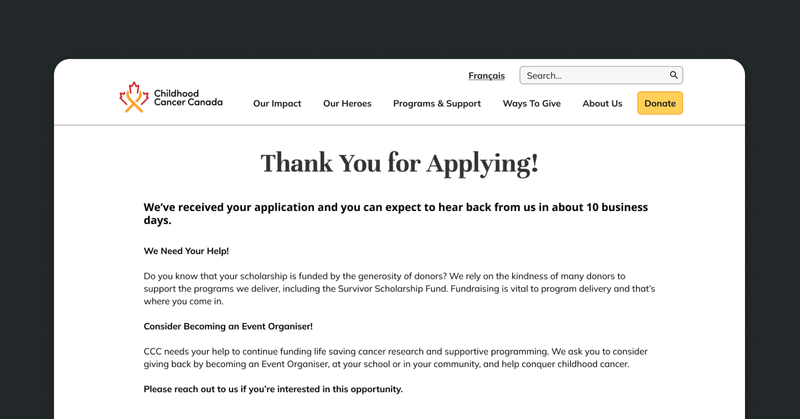 Français
Search...
Childhood
Cancer Canada
Our Impact Our Heroes Programs & Support Ways To Give About Us Donate
Thank You for Applying!
We've received your application and you can expect to hear back from us in about 10 business
days.
We Need Your Help!
Do you know that your scholarship is funded by the generosity of donors? We rely on the kindness of many donors to
support the programs we deliver, including the Survivor Scholarship Fund. Fundraising is vital to program delivery and that's
where you come in.
Consider Becoming an Event Organiser!
CCC needs your help to continue funding life saving cancer research and supportive programming. We ask you to consider
giving back by becoming an Event Organiser, at your school or in your community, and help conquer childhood cancer.
Please reach out to us if you're interested in this opportunity.